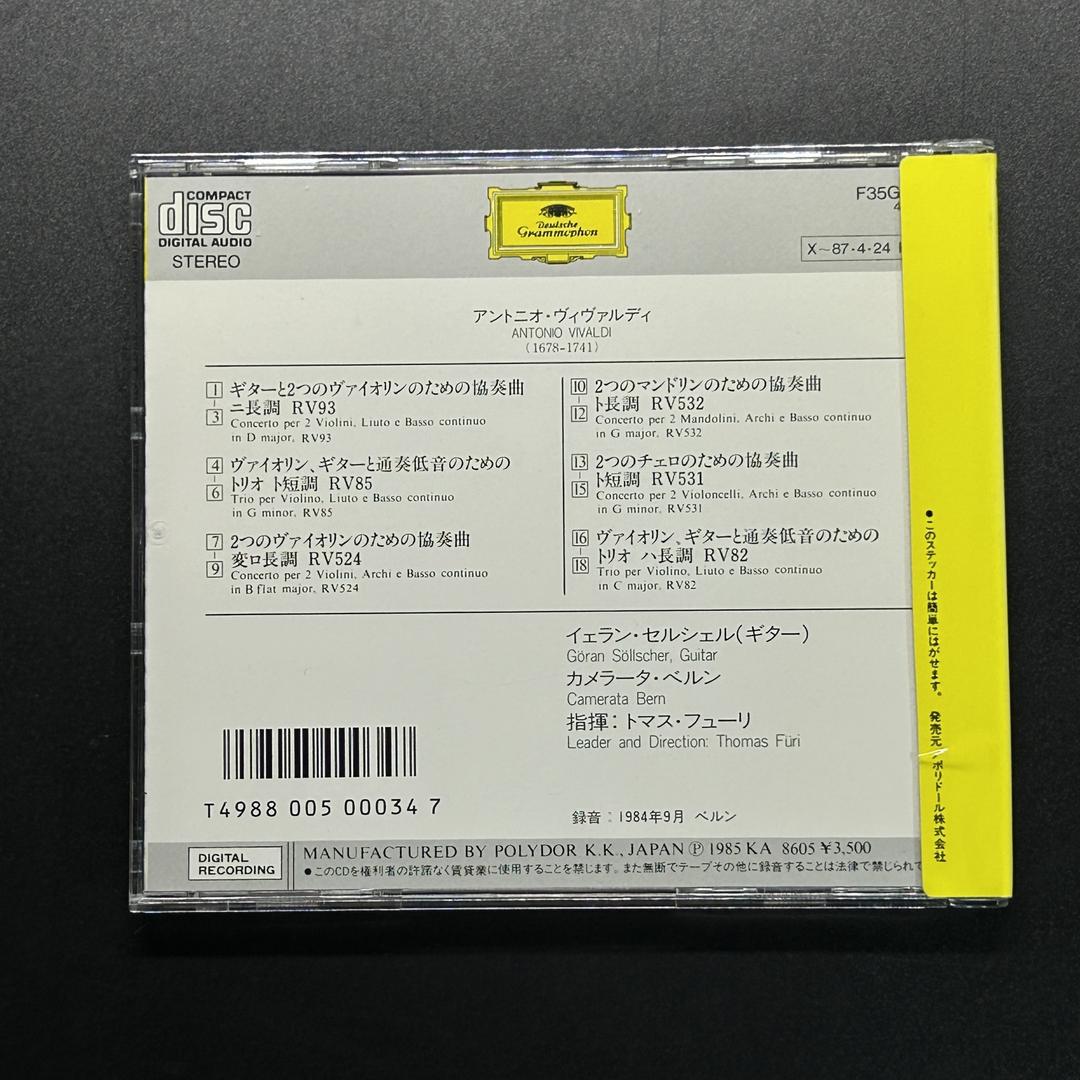 COMPACT
disc
DIGITAL AUDIO
STEREO
Deutsche
Grammophon
F35G
X〜87・4・24
アントニオ・ヴィヴァルディ
ANTONIO VIVALDI
(1678-1741)
1-3 ギターと2つのヴァイオリンのための協奏曲
ニ長調 RV93
Concerto per 2 Violini, Liuto e Basso continuo
in D major, RV93
4-6 ヴァイオリン、ギターと通奏低音のための
トリオ ト短調 RV85
Trio per Violino, Liuto e Basso continuo
in G minor, RV85
7-9 2つのヴァイオリンのための協奏曲
変ロ長調 RV524
Concerto per 2 Violini, Archi e Basso continuo
in B flat major, RV524
10-12 2つのマンドリンのための協奏曲
ト長調 RV532
Concerto per 2 Mandolini, Archi e Basso continuo
in G major, RV532
13-15 2つのチェロのための協奏曲
ト短調 RV531
Concerto per 2 Violoncelli, Archi e Basso continuo
in G minor, RV531
16-18 ヴァイオリン、ギターと通奏低音のための
トリオ ハ長調 RV82
Trio per Violino, Liuto e Basso continuo
in C major, RV82
イェラン・セルシェル(ギター)
Göran Söllscher, Guitar
カメラータ・ベルン
Camerata Bern
指揮：トマス・フューリ
Leader and Direction: Thomas Füri
T4988 005 00034 7
録音：1984年9月 ベルン
DIGITAL
RECORDING
MANUFACTURED BY POLYDOR K.K., JAPAN Ⓟ 1985 KA 8605 ¥3,500
●このCDを権利者の許諾なく賃貸業に使用することを禁じます。また無断でテープその他に録音することは法律で禁じられて
●このステッカーは簡単にはがせます。 発売元/ポリドール株式会社